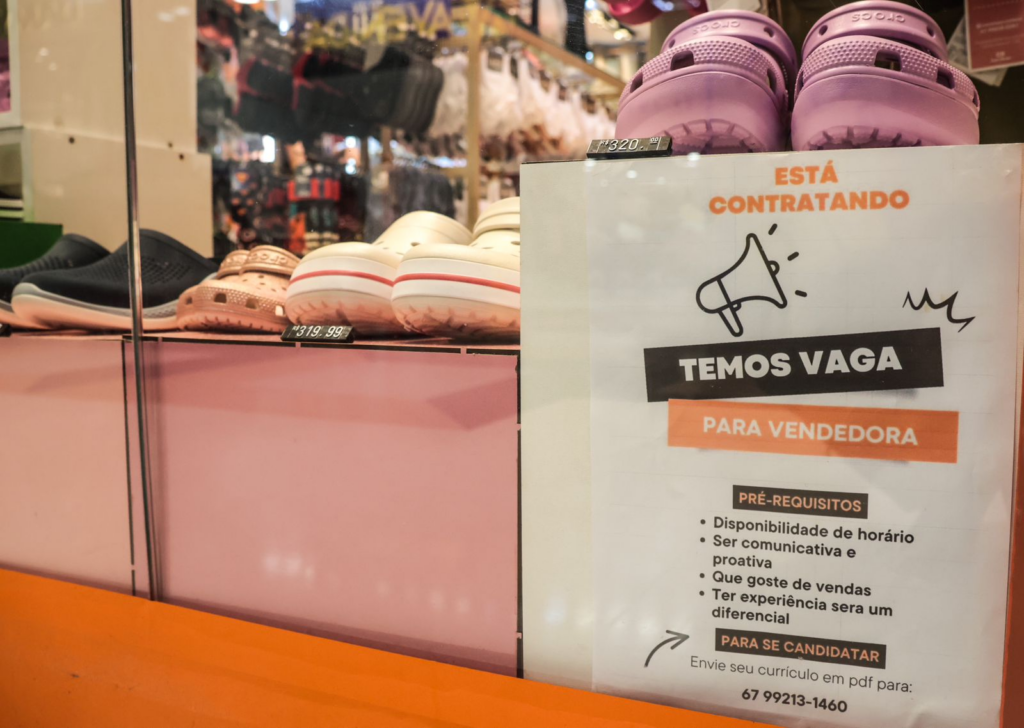 crocs
crocs
320.
ESTÁ
CONTRATANDO
TEMOS VAGA
PARA VENDEDORA
319 99
PRÉ-REQUISITOS
• Disponibilidade de horário
• Ser comunicativa e
proativa
• Que goste de vendas
• Ter experiência sera um
diferencial
PARA SE CANDIDATAR
Envie seu currículo em pdf para:
67 99213-1460